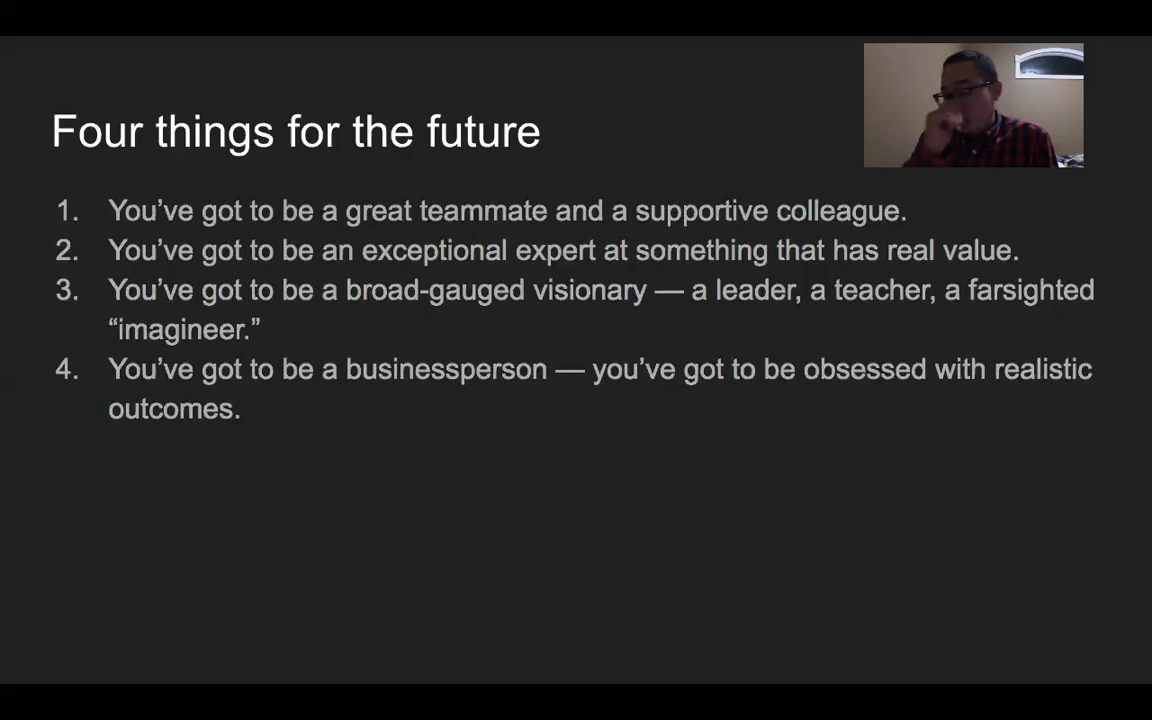 Four things for the future
1. You’ve got to be a great teammate and a supportive colleague.
2. You’ve got to be an exceptional expert at something that has real value.
3. You’ve got to be a broad-gauged visionary — a leader, a teacher, a farsighted
“imagineer.”
4. You’ve got to be a businessperson — you’ve got to be obsessed with realistic
outcomes.